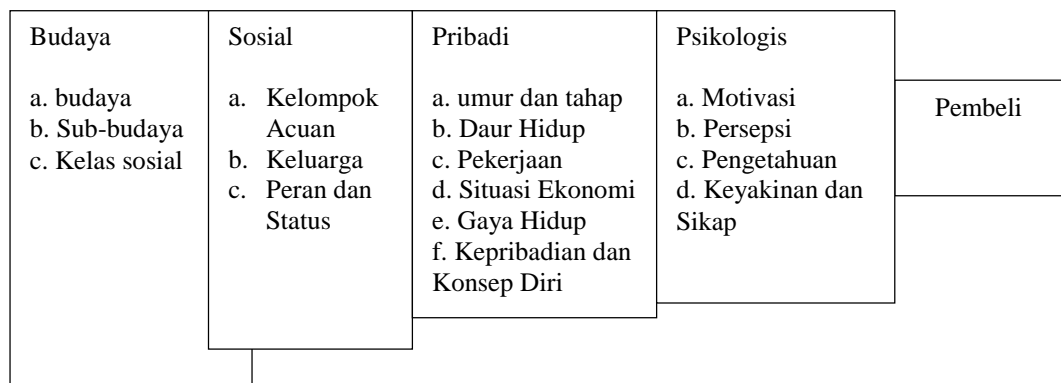 Budaya
a. budaya
b. Sub-budaya
c. Kelas sosial
Sosial
a. Kelompok
Acuan
b. Keluarga
c. Peran dan
Status
Pribadi
a. umur dan tahap
b. Daur Hidup
c. Pekerjaan
d. Situasi Ekonomi
e. Gaya Hidup
f. Kepribadian dan
Konsep Diri
Psikologis
a. Motivasi
b. Persepsi
c. Pengetahuan
d. Keyakinan dan
Sikap
Pembeli